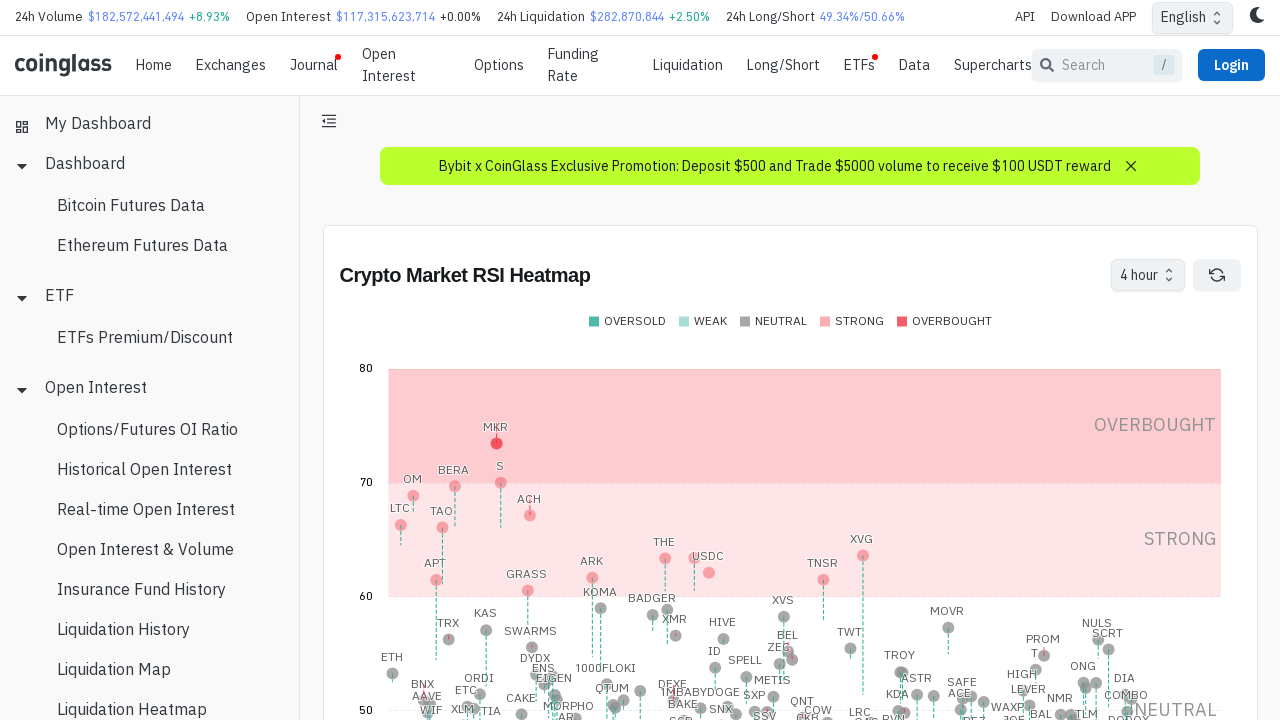 24h Volume $182,572,441,494 +8.93% Open Interest $117,315,623,714 +0.00% 24h Liquidation $282,870,844 +2.50% 24h Long/Short 49.34%/50.66% API Download APP English
coinglass Home Exchanges Journal Open Interest Options Funding Rate Liquidation Long/Short ETFs Data Supercharts Search / Login
My Dashboard
Dashboard
Bitcoin Futures Data
Ethereum Futures Data
ETF
ETFs Premium/Discount
Open Interest
Options/Futures OI Ratio
Historical Open Interest
Real-time Open Interest
Open Interest & Volume
Insurance Fund History
Liquidation History
Liquidation Map
Liquidation Heatmap
Bybit x CoinGlass Exclusive Promotion: Deposit $500 and Trade $5000 volume to receive $100 USDT reward
Crypto Market RSI Heatmap 4 hour
OVERSOLD WEAK NEUTRAL STRONG OVERBOUGHT
80
OVERBOUGHT
MKR
BERA S
70
OM
ACH
LTC TAO
STRONG
THE XVG
USDC
APT ARK TNSR
GRASS
KOMA
60
BADGER XVS
KAS MOVR
TRX XMR HIVE NULS
SWARMS TWT SCRT
BEL PROM
ZEC
ETH DYDX ID T
SPELL TROY
ENS 1000FLOKI ONG
ORDI EIGEN METIS ASTR HIGH DIA
BNX DEXE SAFE
ETC QTUM LEVER
AAVE CAKE IMBABYDOGE SXP KDA ACE COMBO
NMR
MORPHO BAKE QNT WAXP
50 WIF XLM TIA SNX COW LRC BAL NEUTRAL